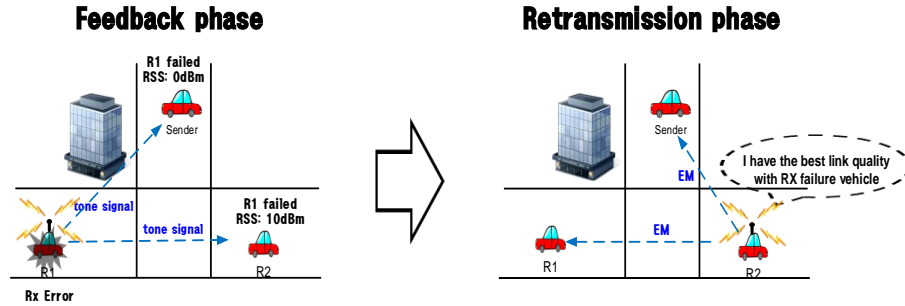 Feedback phase
R1 failed
RSS: 0dBm
Sender
tone signal
R1 failed
RSS: 10dBm
tone signal
R1
R2
Rx Error
Retransmission phase
Sender
I have the best link quality
with RX failure vehicle
EM
EM
R1
R2